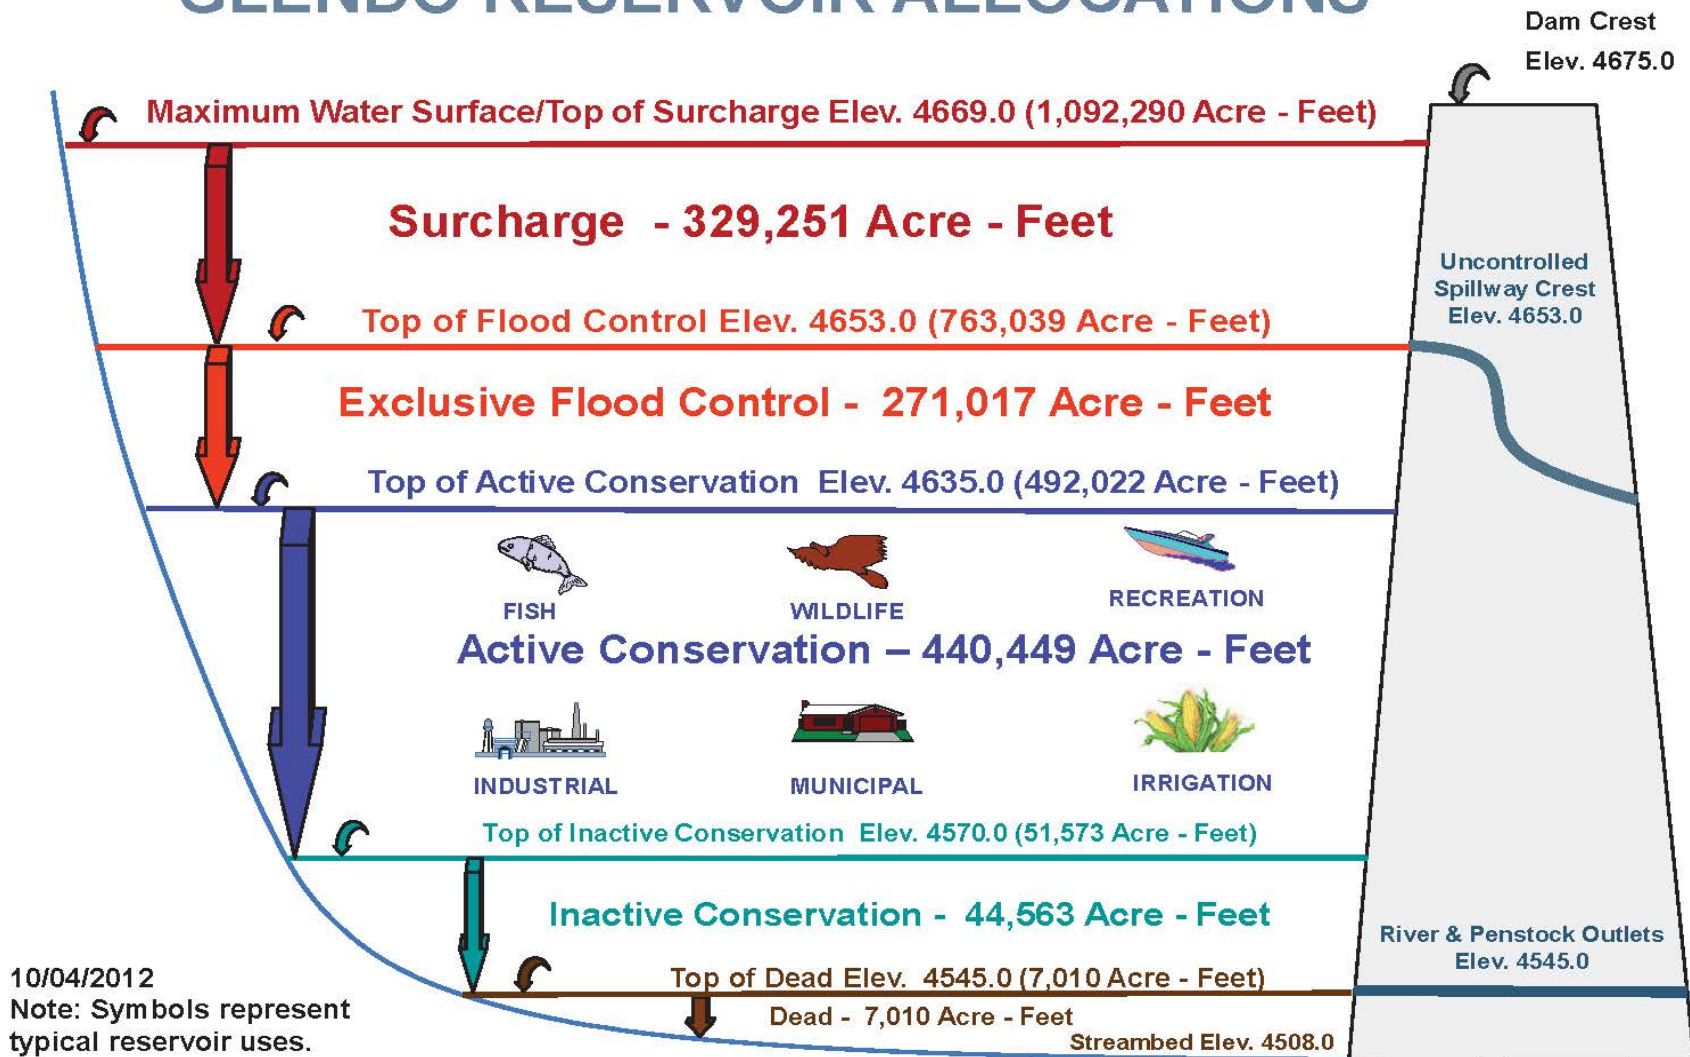 GLENDO RESERVOIR ALLOCATIONS
Dam Crest
Elev. 4675.0
Maximum Water Surface/Top of Surcharge Elev. 4669.0 (1,092,290 Acre - Feet)
Surcharge - 329,251 Acre - Feet
Uncontrolled
Spillway Crest
Elev. 4653.0
Top of Flood Control Elev. 4653.0 (763,039 Acre - Feet)
Exclusive Flood Control - 271,017 Acre - Feet
Top of Active Conservation Elev. 4635.0 (492,022 Acre - Feet)
FISH
WILDLIFE
RECREATION
Active Conservation – 440,449 Acre - Feet
INDUSTRIAL
MUNICIPAL
IRRIGATION
Top of Inactive Conservation Elev. 4570.0 (51,573 Acre - Feet)
Inactive Conservation - 44,563 Acre - Feet
River & Penstock Outlets
Elev. 4545.0
Top of Dead Elev. 4545.0 (7,010 Acre - Feet)
Dead - 7,010 Acre - Feet
Streambed Elev. 4508.0
10/04/2012
Note: Symbols represent
typical reservoir uses.